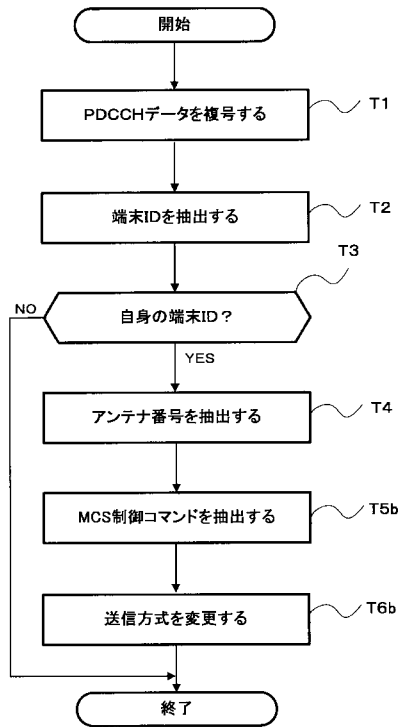 開始
PDCCHデータを復号する
T1
端末IDを抽出する
T2
T3
自身の端末ID？
NO
YES
アンテナ番号を抽出する
T4
MCS制御コマンドを抽出する
T5b
送信方式を変更する
T6b
終了